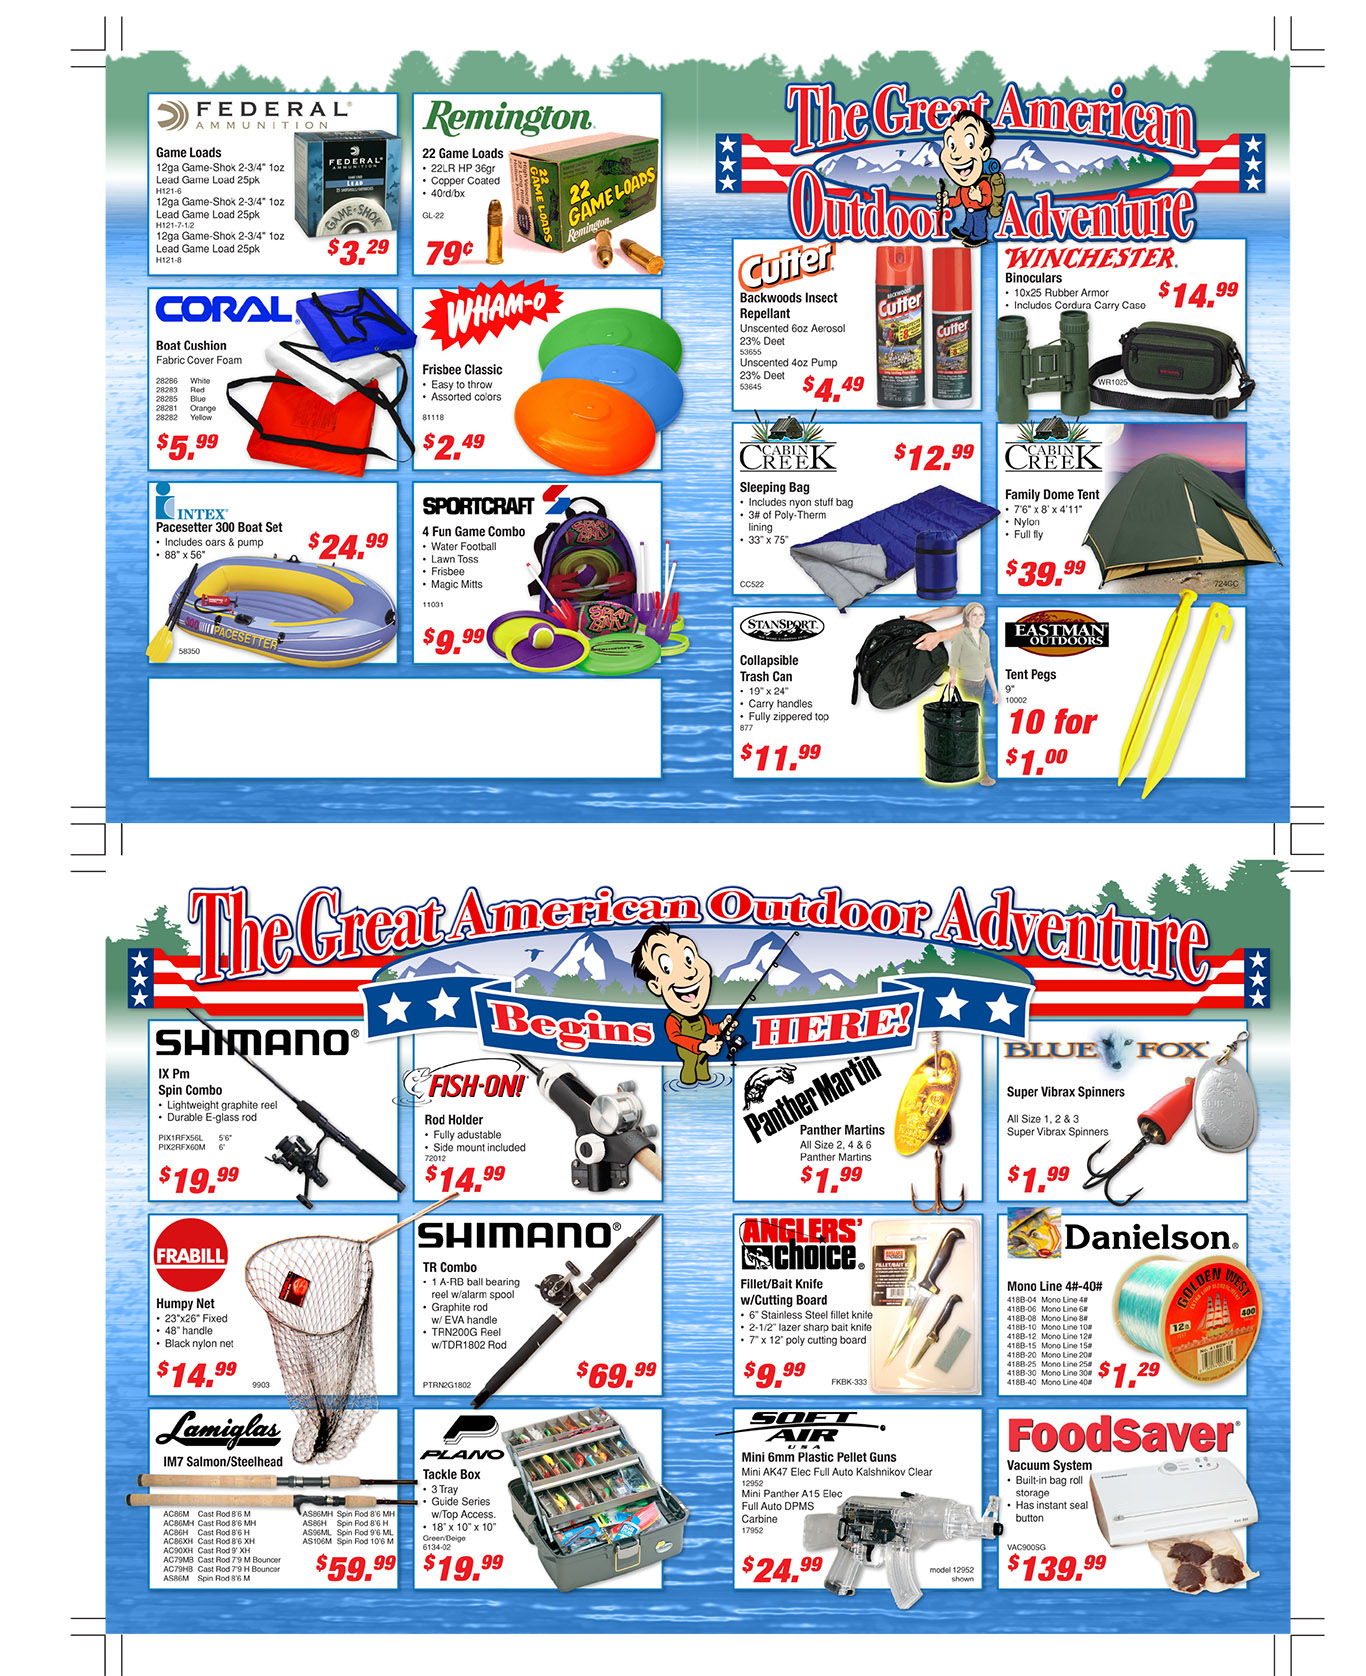 FEDERAL®
AMMUNITION
Game Loads
12ga Game-Shok 2-3/4" 1oz
Lead Game Load 25pk
H121-6
12ga Game-Shok 2-3/4" 1oz
Lead Game Load 25pk
H121-7-1.2
12ga Game-Shok 2-3/4" 1oz
Lead Game Load 25pk
H121-8
FEDERAL
AMMUNITION
LEAD
GAME-SHOK
$3.29
Remington.
22 Game Loads
• 22LR HP 36gr
• Copper Coated
• 40rd/bx
GL-22
79¢
22
GAME LOADS
22
GAME LOADS
Remington
CORAL®
Boat Cushion
Fabric Cover Foam
28286 White
28283 Red
28285 Blue
28281 Orange
28282 Yellow
$5.99
WHAM-O
Frisbee Classic
• Easy to throw
• Assorted colors
81118
$2.49
INTEX®
Pacesetter 300 Boat Set
• Includes oars & pump
• 88" x 56"
$24.99
300 PACESETTER
58350
SPORTCRAFT
4 Fun Game Combo
• Water Football
• Lawn Toss
• Frisbee
• Magic Mitts
11031
$9.99
The Great American
Outdoor Adventure
Cutter
Backwoods Insect
Repellant
Unscented 6oz Aerosol
23% Deet
53655
Unscented 4oz Pump
23% Deet
53645
$4.49
BACKWOODS
Cutter
Cutter
WINCHESTER.
Binoculars
• 10x25 Rubber Armor
• Includes Cordura Carry Case
$14.99
WR1025
CABIN
CREEK
$12.99
Sleeping Bag
• Includes nyon stuff bag
• 3# of Poly-Therm
lining
• 33" x 75"
CC522
CABIN
CREEK
Family Dome Tent
• 7'6" x 8' x 4'11"
• Nylon
• Full fly
$39.99
724GC
STANSPORT
Collapsible
Trash Can
• 19" x 24"
• Carry handles
• Fully zippered top
877
$11.99
EASTMAN
OUTDOORS
Tent Pegs
9"
10002
10 for
$1.00
The Great American Outdoor Adventure
Begins HERE!
SHIMANO®
IX Pm
Spin Combo
• Lightweight graphite reel
• Durable E-glass rod
PIX1RFX56L 5'6"
PIX2RFX60M 6'
$19.99
FISH-ON!
Rod Holder
• Fully adustable
• Side mount included
72012
$14.99
Panther Martin
Panther Martins
All Size 2, 4 & 6
Panther Martins
$1.99
BLUE FOX®
Super Vibrax Spinners
All Size 1, 2 & 3
Super Vibrax Spinners
$1.99
FRABILL
Humpy Net
• 23"x26" Fixed
• 48" handle
• Black nylon net
$14.99
9903
SHIMANO®
TR Combo
• 1 A-RB ball bearing
reel w/alarm spool
• Graphite rod
w/ EVA handle
• TRN200G Reel
w/TDR1802 Rod
PTRN2G1802
$69.99
ANGLERS'
choice®
Fillet/Bait Knife
w/Cutting Board
• 6" Stainless Steel fillet knife
• 2-1/2" lazer sharp bait knife
• 7" x 12" poly cutting board
$9.99
FKBK-333
Danielson®
Mono Line 4#-40#
418B-04 Mono Line 4#
418B-06 Mono Line 6#
418B-08 Mono Line 8#
418B-10 Mono Line 10#
418B-12 Mono Line 12#
418B-15 Mono Line 15#
418B-20 Mono Line 20#
418B-25 Mono Line 25#
418B-30 Mono Line 30#
418B-40 Mono Line 40#
$1.29
GOLDEN WEST
12 lb
400
Lamiglas
IM7 Salmon/Steelhead
AC86M Cast Rod 8'6 M
AC86MH Cast Rod 8'6 MH
AC86H Cast Rod 8'6 H
AC86XH Cast Rod 8'6 XH
AC90XH Cast Rod 9' XH
AC79MB Cast Rod 7'9 M Bouncer
AC79HB Cast Rod 7'9 H Bouncer
AS86M Spin Rod 8'6 M
AS86MH Spin Rod 8'6 MH
AS86H Spin Rod 8'6 H
AS96ML Spin Rod 9'6 ML
AS106M Spin Rod 10'6 M
$59.99
PLANO
Tackle Box
• 3 Tray
• Guide Series
w/Top Access.
• 18" x 10" x 10"
Green/Beige
6134-02
$19.99
SOFT
AIR
USA
Mini 6mm Plastic Pellet Guns
Mini AK47 Elec Full Auto Kalshnikov Clear
12952
Mini Panther A15 Elec
Full Auto DPMS
Carbine
17952
$24.99
model 12952
shown
FoodSaver®
Vacuum System
• Built-in bag roll
storage
• Has instant seal
button
VAC900SG
$139.99